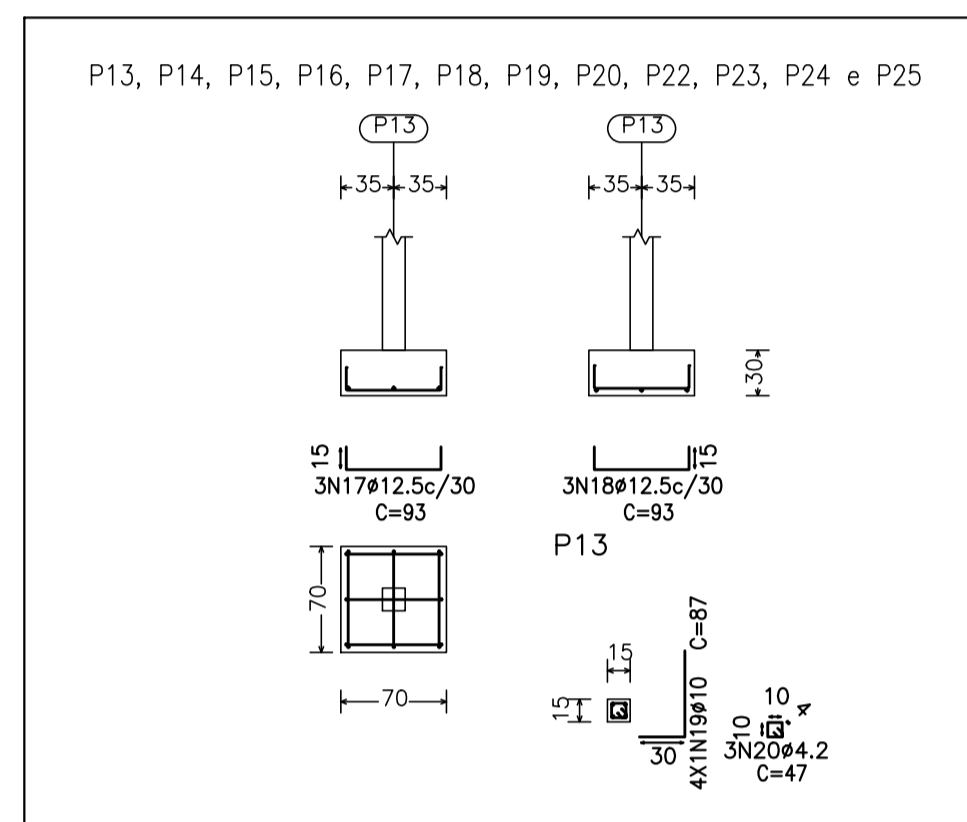 P13, P14, P15, P16, P17, P18, P19, P20, P22, P23, P24 e P25
P13
P13
35 35
35 35
30
15
3N17ø12.5c/30
C=93
15
3N18ø12.5c/30
C=93
70
70
P13
15
15
30
4X1N19ø10 C=87
10
10
4
3N20ø4.2
C=47